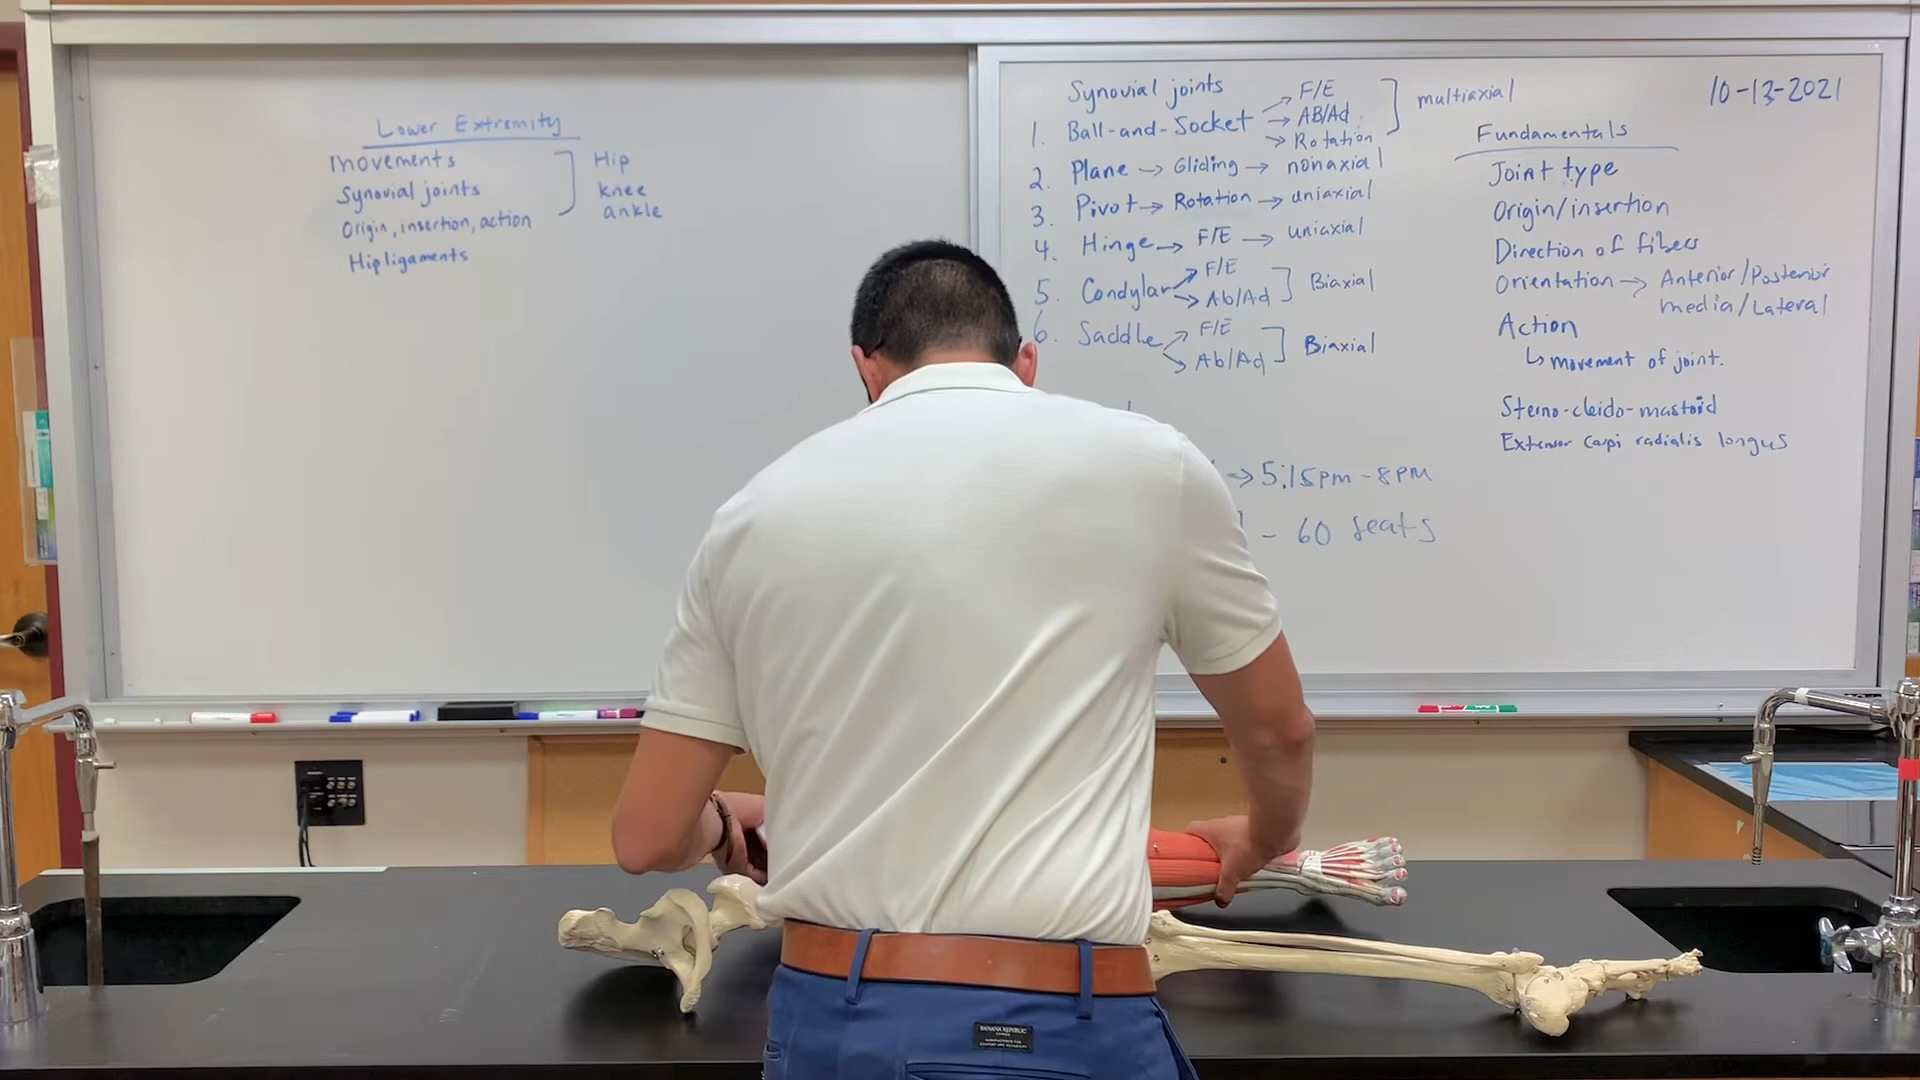 Lower Extremity
movements
Synovial joints
Origin, insertion, action
Hip ligaments
Hip
knee
ankle
Synovial joints
1. Ball-and-Socket → F/E
→ AB/Ad
→ Rotation
multiaxial
2. Plane → Gliding → nonaxial
3. Pivot → Rotation → uniaxial
4. Hinge → F/E → uniaxial
5. Condylar → F/E
→ Ab/Ad
Biaxial
6. Saddle → F/E
→ Ab/Ad
Biaxial
→ 5:15pm - 8pm
- 60 seats
10-13-2021
Fundamentals
Joint type
Origin/insertion
Direction of fibers
Orientation → Anterior/Posterior
media/Lateral
Action
↳ movement of joint.
Sterno-cleido-mastoid
Extensor carpi radialis longus
BANANA REPUBLIC